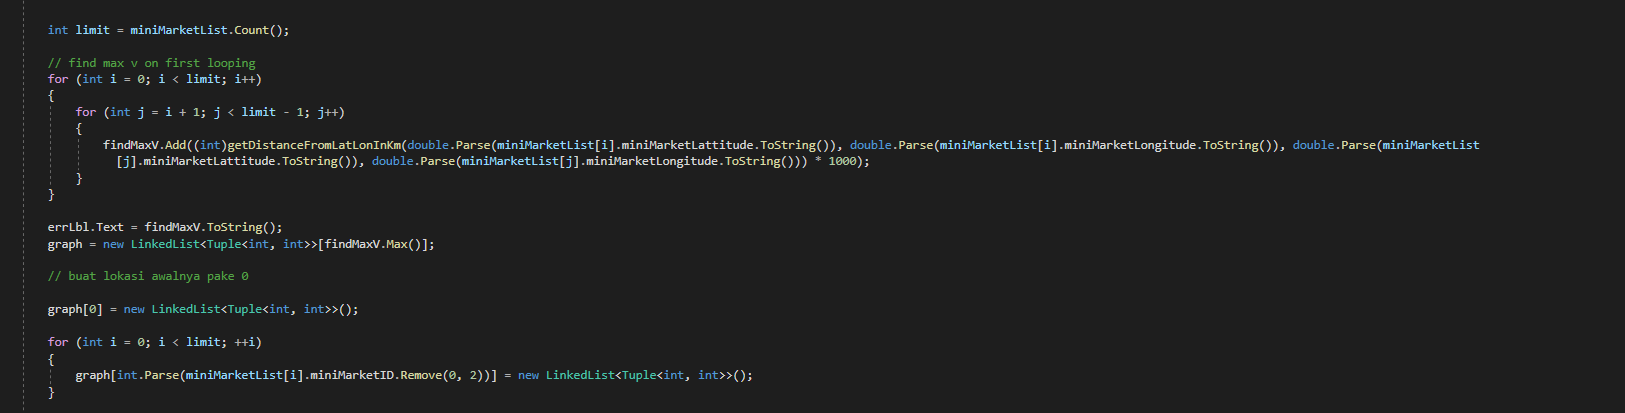 int limit = miniMarketList.Count();
// find max v on first looping
for (int i = 0; i < limit; i++)
{
for (int j = i + 1; j < limit - 1; j++)
{
findMaxV.Add((int)getDistanceFromLatLonInKm(double.Parse(miniMarketList[i].miniMarketLattitude.ToString()), double.Parse(miniMarketList[i].miniMarketLongitude.ToString()), double.Parse(miniMarketList
[j].miniMarketLattitude.ToString()), double.Parse(miniMarketList[j].miniMarketLongitude.ToString())) * 1000);
}
}
errLbl.Text = findMaxV.ToString();
graph = new LinkedList<Tuple<int, int>>[findMaxV.Max()];
// buat lokasi awalnya pake 0
graph[0] = new LinkedList<Tuple<int, int>>();
for (int i = 0; i < limit; ++i)
{
graph[int.Parse(miniMarketList[i].miniMarketID.Remove(0, 2))] = new LinkedList<Tuple<int, int>>();
}